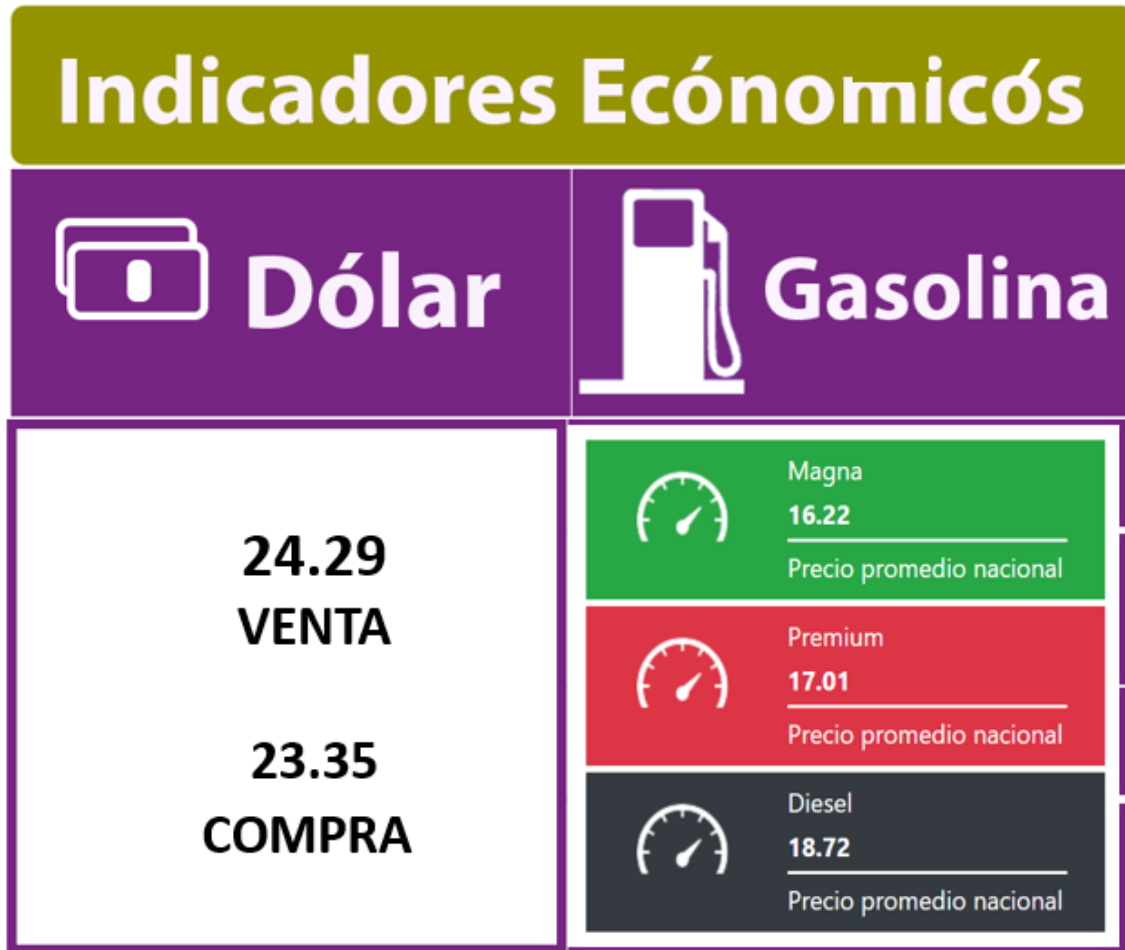 Indicadores Ecónomicós
Dólar
Gasolina
24.29
VENTA
23.35
COMPRA
Magna
16.22
Precio promedio nacional
Premium
17.01
Precio promedio nacional
Diesel
18.72
Precio promedio nacional